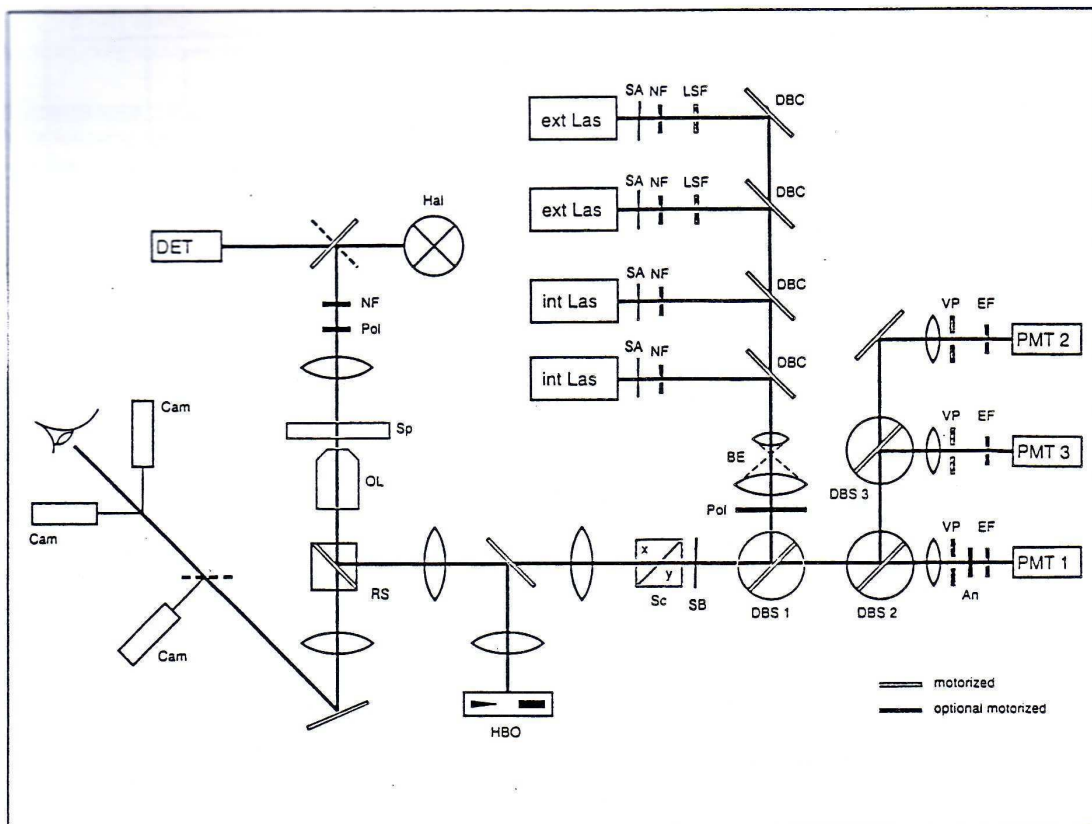 SA NF LSF DBC
ext Las
SA NF LSF DBC
ext Las
Hal
DET
SA NF DBC
int Las
NF
Pol
VP EF
PMT 2
SA NF DBC
int Las
Cam
Sp
VP EF
BE
PMT 3
OL
DBS 3
Cam
Pol
VP EF
x
y
PMT 1
RS
Sc SB DBS 1 DBS 2 An
Cam
motorized
optional motorized
HBO